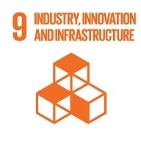 9 INDUSTRY, INNOVATION
AND INFRASTRUCTURE